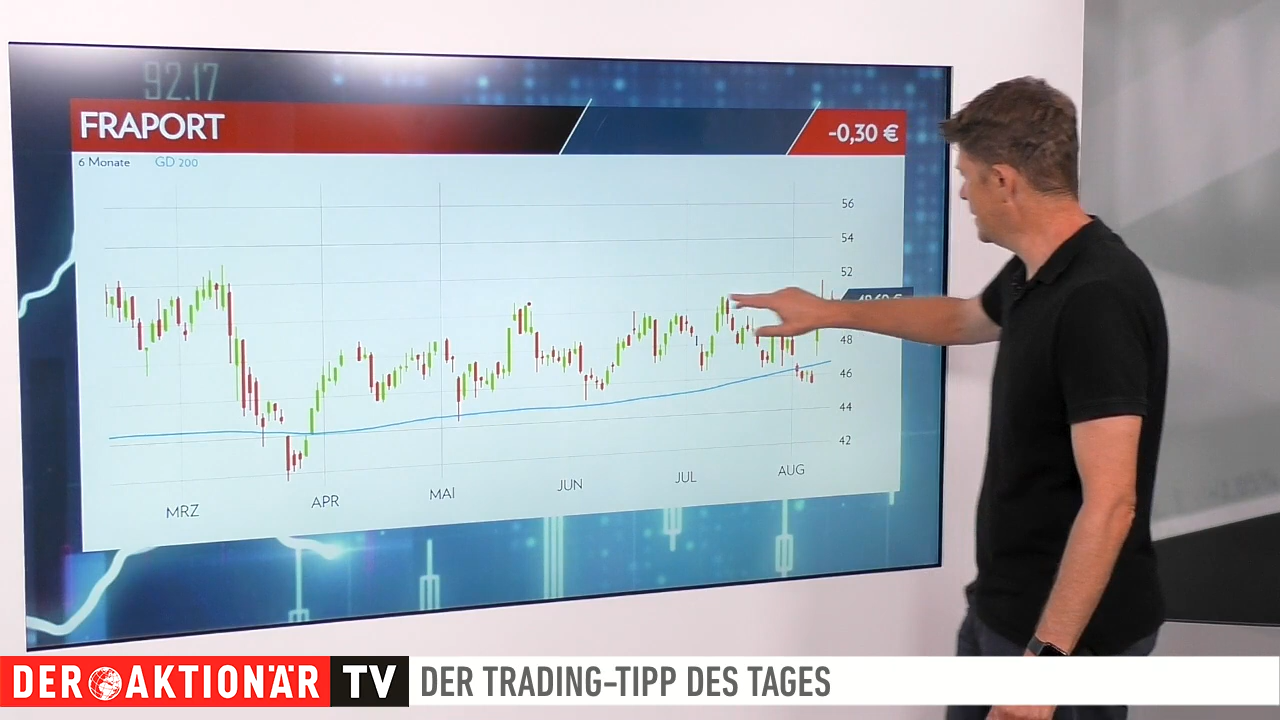 92.17
FRAPORT
-0,30 €
6 Monate GD 200
56
54
52
48
46
44
42
MRZ APR MAI JUN JUL AUG
DER AKTIONÄR TV DER TRADING-TIPP DES TAGES